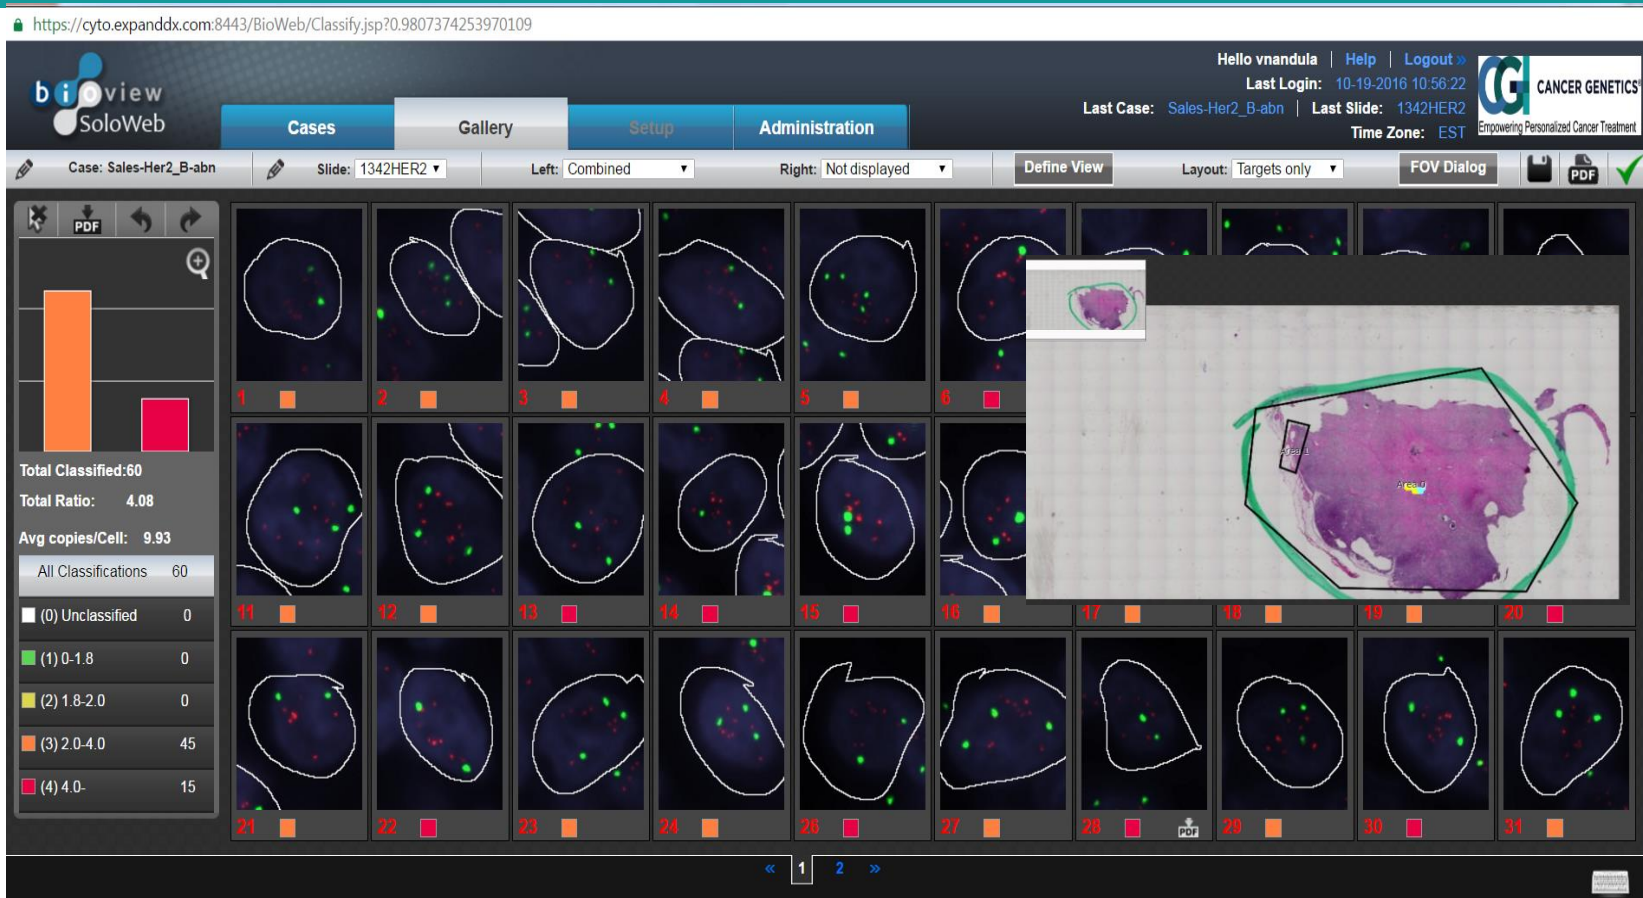 https://cyto.expanddx.com:8443/BioWeb/Classify.jsp?0.9807374253970109
bioview
SoloWeb
Cases
Gallery
Setup
Administration
Hello vnandula | Help | Logout »
Last Login: 10-19-2016 10:56:22
Last Case: Sales-Her2_B-abn | Last Slide: 1342HER2
Time Zone: EST
CGI CANCER GENETICS
Empowering Personalized Cancer Treatment
Case: Sales-Her2_B-abn
Slide: 1342HER2
Left: Combined
Right: Not displayed
Define View
Layout: Targets only
FOV Dialog
PDF
PDF
Total Classified:60
Total Ratio: 4.08
Avg copies/Cell: 9.93
All Classifications 60
(0) Unclassified 0
(1) 0-1.8 0
(2) 1.8-2.0 0
(3) 2.0-4.0 45
(4) 4.0- 15
1 2 3 4 5 6
Area 1
Area 0
11 12 13 14 15 16 17 18 19 20
21 22 23 24 26 27 28 PDF 29 30 31
« 1 2 »